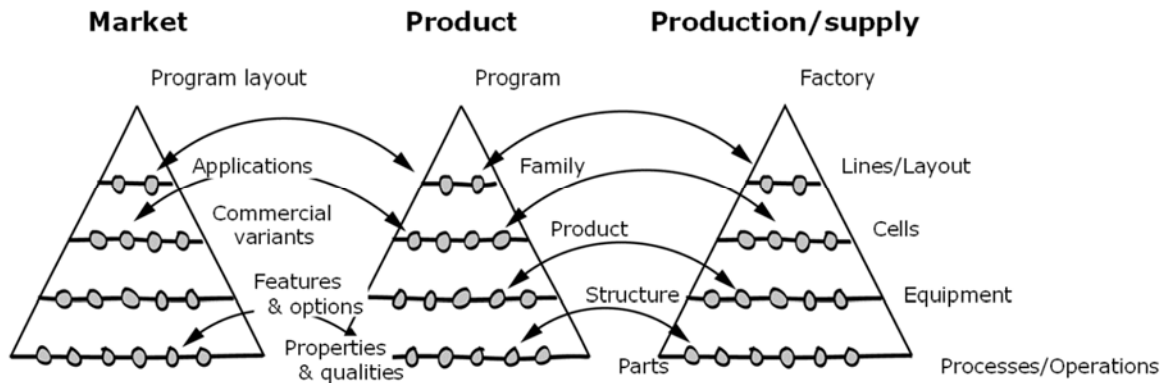 Market
Product
Production/supply
Program layout
Program
Factory
Applications
Family
Lines/Layout
Commercial
variants
Product
Cells
Features
& options
Structure
Equipment
Properties
& qualities
Parts
Processes/Operations